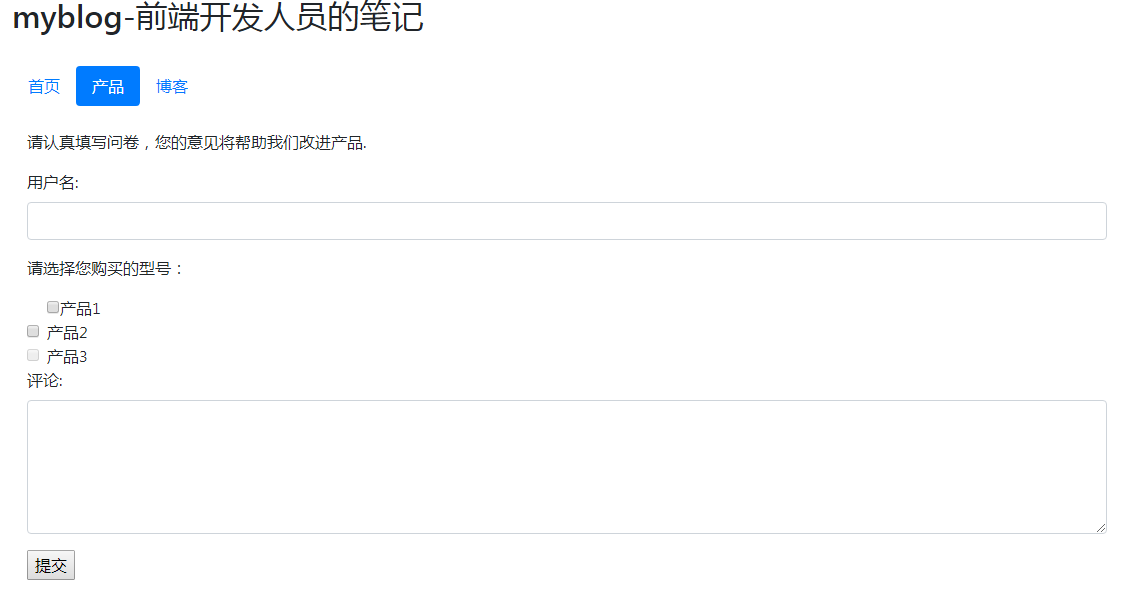 myblog-前端开发人员的笔记
首页 产品 博客
请认真填写问卷，您的意见将帮助我们改进产品.
用户名:
请选择您购买的型号：
产品1
产品2
产品3
评论:
提交